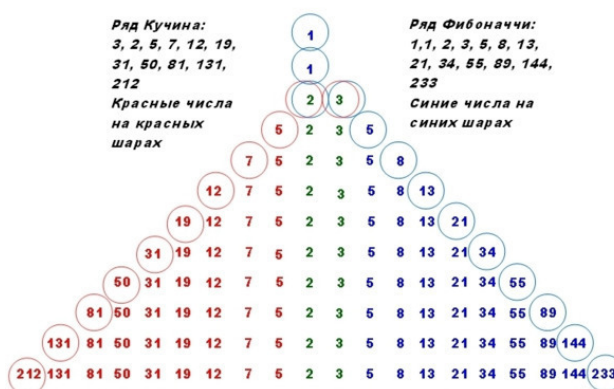 Ряд Кучина:
3, 2, 5, 7, 12, 19,
31, 50, 81, 131,
212
Красные числа
на красных
шарах
Ряд Фибоначчи:
1,1, 2, 3, 5, 8, 13,
21, 34, 55, 89, 144,
233
Синие числа на
синих шарах
1
1
2 3
5 2 3 5
7 5 2 3 5 8
12 7 5 2 3 5 8 13
19 12 7 5 2 3 5 8 13 21
31 19 12 7 5 2 3 5 8 13 21 34
50 31 19 12 7 5 2 3 5 8 13 21 34 55
81 50 31 19 12 7 5 2 3 5 8 13 21 34 55 89
131 81 50 31 19 12 7 5 2 3 5 8 13 21 34 55 89 144
212 131 81 50 31 19 12 7 5 2 3 5 8 13 21 34 55 89 144 233